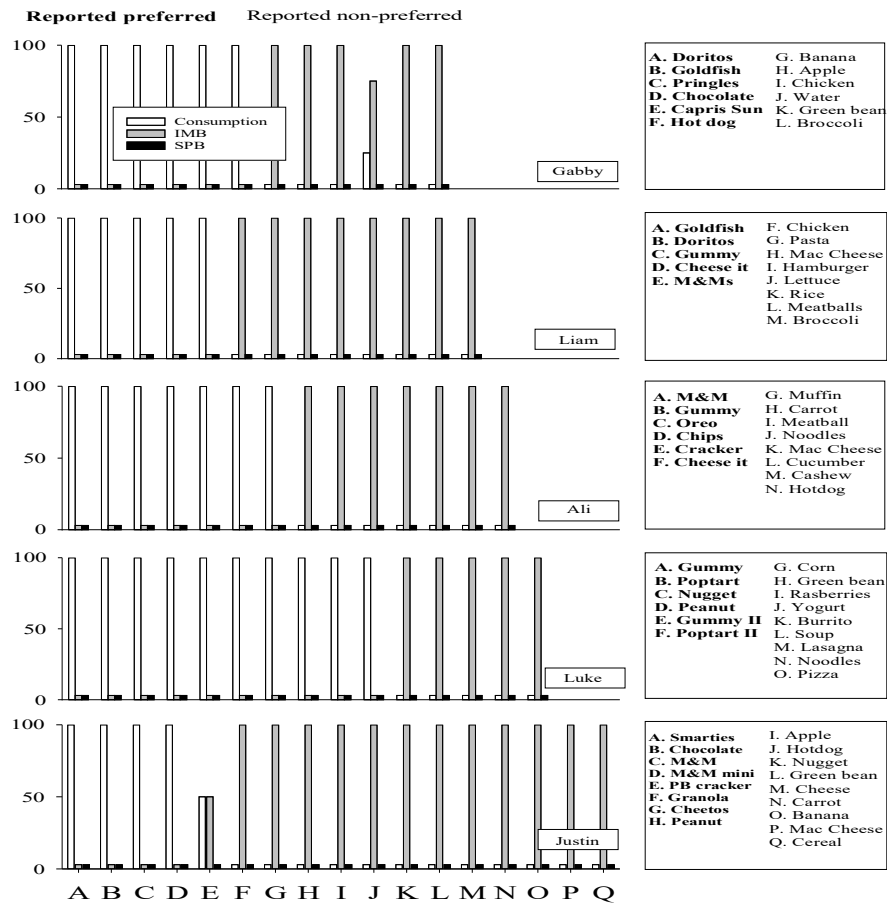 Reported preferred Reported non-preferred
100
50
0
Consumption
IMB
SPB
Gabby
A. Doritos
B. Goldfish
C. Pringles
D. Chocolate
E. Capris Sun
F. Hot dog
G. Banana
H. Apple
I. Chicken
J. Water
K. Green bean
L. Broccoli
100
50
0
Liam
A. Goldfish
B. Doritos
C. Gummy
D. Cheese it
E. M&Ms
F. Chicken
G. Pasta
H. Mac Cheese
I. Hamburger
J. Lettuce
K. Rice
L. Meatballs
M. Broccoli
100
50
0
Ali
A. M&M
B. Gummy
C. Oreo
D. Chips
E. Cracker
F. Cheese it
G. Muffin
H. Carrot
I. Meatball
J. Noodles
K. Mac Cheese
L. Cucumber
M. Cashew
N. Hotdog
100
50
0
Luke
A. Gummy
B. Poptart
C. Nugget
D. Peanut
E. Gummy II
F. Poptart II
G. Corn
H. Green bean
I. Rasberries
J. Yogurt
K. Burrito
L. Soup
M. Lasagna
N. Noodles
O. Pizza
100
50
0
Justin
A. Smarties
B. Chocolate
C. M&M
D. M&M mini
E. PB cracker
F. Granola
G. Cheetos
H. Peanut
I. Apple
J. Hotdog
K. Nugget
L. Green bean
M. Cheese
N. Carrot
O. Banana
P. Mac Cheese
Q. Cereal
A B C D E F G H I J K L M N O P Q